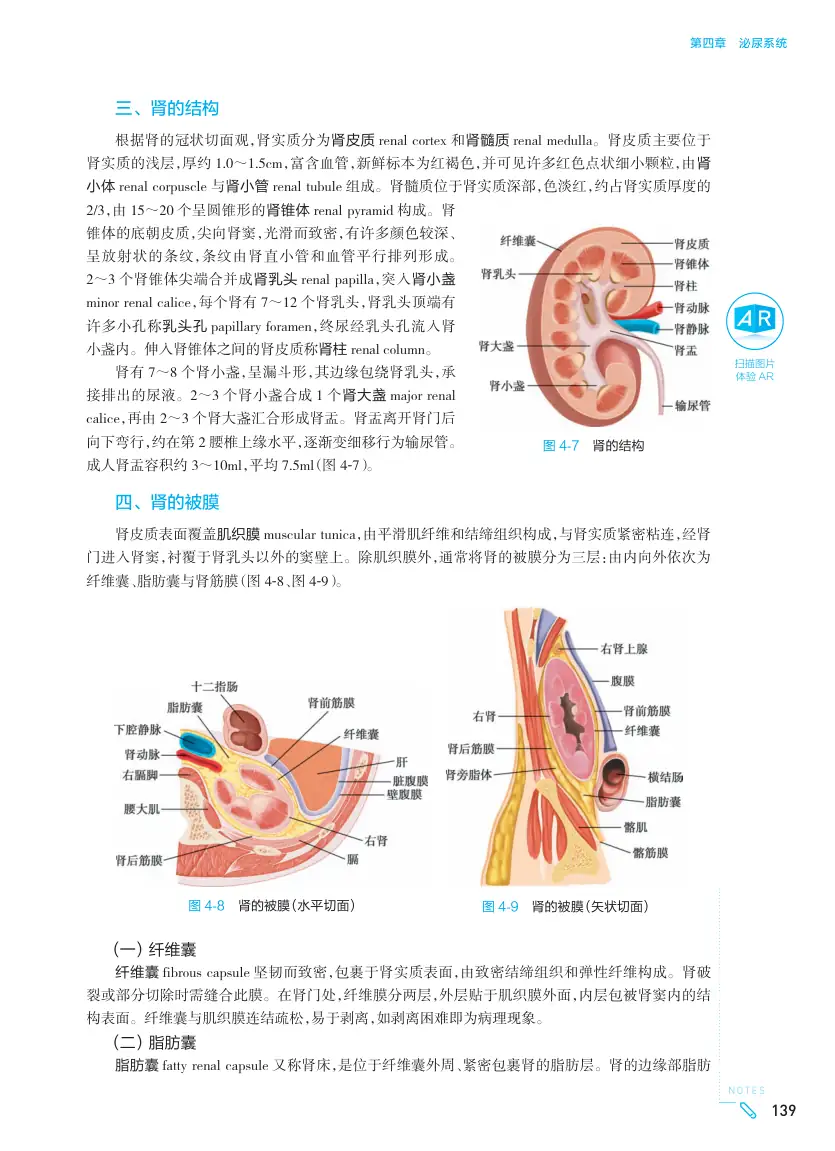 第四章 泌尿系统
三、肾的结构
根据肾的冠状切面观,肾实质分为肾皮质 renal cortex 和肾髓质 renal medulla。肾皮质主要位于
肾实质的浅层,厚约 1.0～1.5cm,富含血管,新鲜标本为红褐色,并可见许多红色点状细小颗粒,由肾
小体 renal corpuscle 与肾小管 renal tubule 组成。肾髓质位于肾实质深部,色淡红,约占肾实质厚度的
2/3,由 15～20 个呈圆锥形的肾锥体 renal pyramid 构成。肾
锥体的底朝皮质,尖向肾窦,光滑而致密,有许多颜色较深、
呈放射状的条纹,条纹由肾直小管和血管平行排列形成。
2～3 个肾锥体尖端合并成肾乳头 renal papilla,突入肾小盏
minor renal calice,每个肾有 7～12 个肾乳头,肾乳头顶端有
许多小孔称乳头孔 papillary foramen,终尿经乳头孔流入肾
小盏内。伸入肾锥体之间的肾皮质称肾柱 renal column。
肾有 7～8 个肾小盏,呈漏斗形,其边缘包绕肾乳头,承
接排出的尿液。2～3 个肾小盏合成 1 个肾大盏 major renal
calice,再由 2～3 个肾大盏汇合形成肾盂。肾盂离开肾门后
向下弯行,约在第 2 腰椎上缘水平,逐渐变细移行为输尿管。
成人肾盂容积约 3～10ml,平均 7.5ml(图 4-7)。
纤维囊
肾乳头
肾大盏
肾小盏
肾皮质
肾锥体
肾柱
肾动脉
肾静脉
肾盂
输尿管
图 4-7 肾的结构
AR
扫描图片
体验 AR
四、肾的被膜
肾皮质表面覆盖肌织膜 muscular tunica,由平滑肌纤维和结缔组织构成,与肾实质紧密粘连,经肾
门进入肾窦,衬覆于肾乳头以外的窦壁上。除肌织膜外,通常将肾的被膜分为三层:由内向外依次为
纤维囊、脂肪囊与肾筋膜(图 4-8、图 4-9)。
十二指肠
脂肪囊
下腔静脉
肾动脉
右膈脚
腰大肌
肾后筋膜
肾前筋膜
纤维囊
肝
脏腹膜
壁腹膜
右肾
膈
图 4-8 肾的被膜(水平切面)
右肾上腺
腹膜
右肾
肾前筋膜
纤维囊
肾后筋膜
肾旁脂体
横结肠
脂肪囊
髂肌
髂筋膜
图 4-9 肾的被膜(矢状切面)
(一) 纤维囊
纤维囊 fibrous capsule 坚韧而致密,包裹于肾实质表面,由致密结缔组织和弹性纤维构成。肾破
裂或部分切除时需缝合此膜。在肾门处,纤维膜分两层,外层贴于肌织膜外面,内层包被肾窦内的结
构表面。纤维囊与肌织膜连结疏松,易于剥离,如剥离困难即为病理现象。
(二) 脂肪囊
脂肪囊 fatty renal capsule 又称肾床,是位于纤维囊外周、紧密包裹肾的脂肪层。肾的边缘部脂肪
NOTES
139